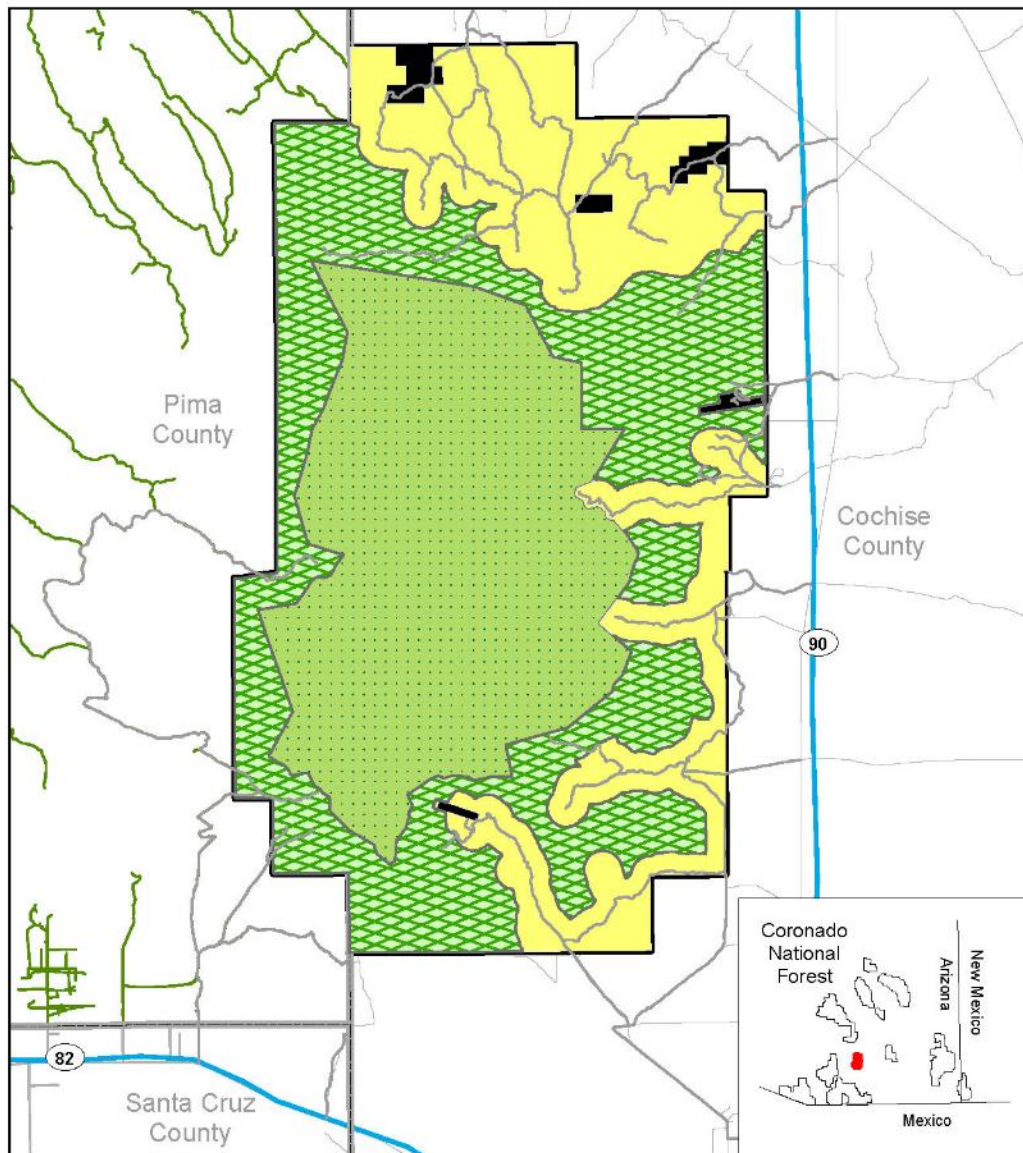 Pima
County
Cochise
County
90
82
Santa Cruz
County
Coronado
National
Forest
Arizona
New Mexico
Mexico